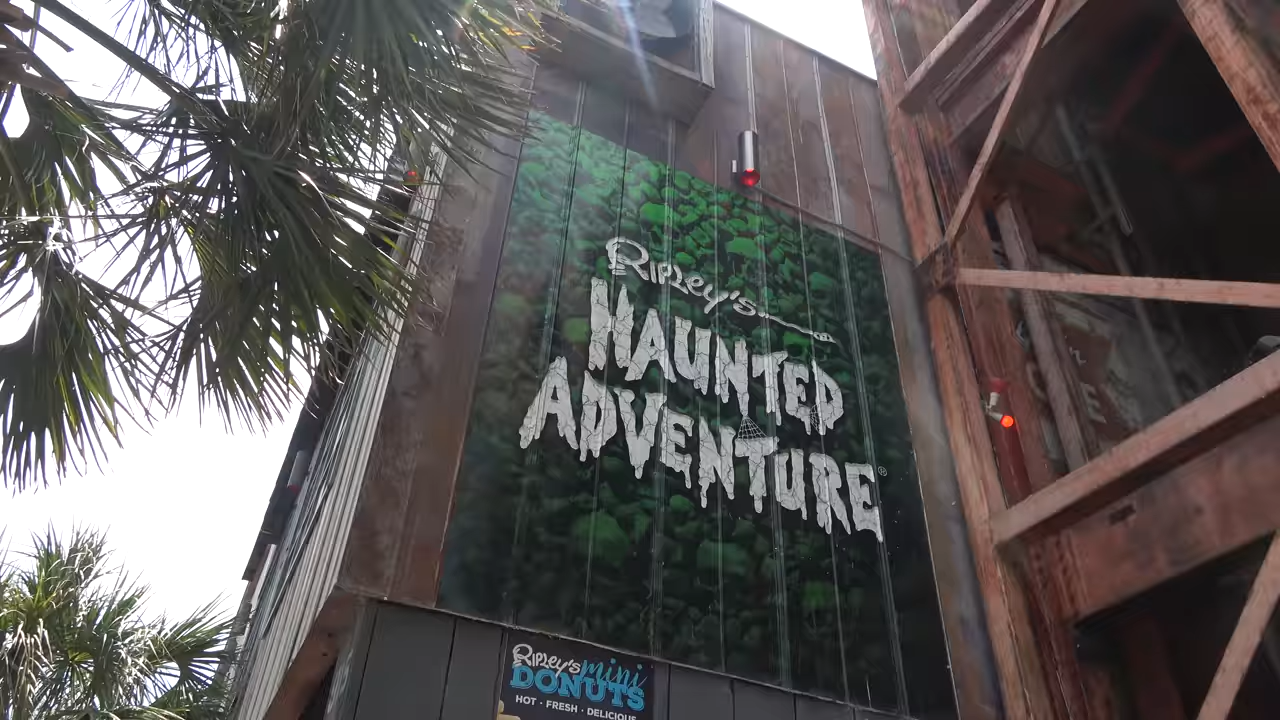 Ripley's
HAUNTED
ADVENTURE®
Ripley's mini
DONUTS
HOT · FRESH · DELICIOUS